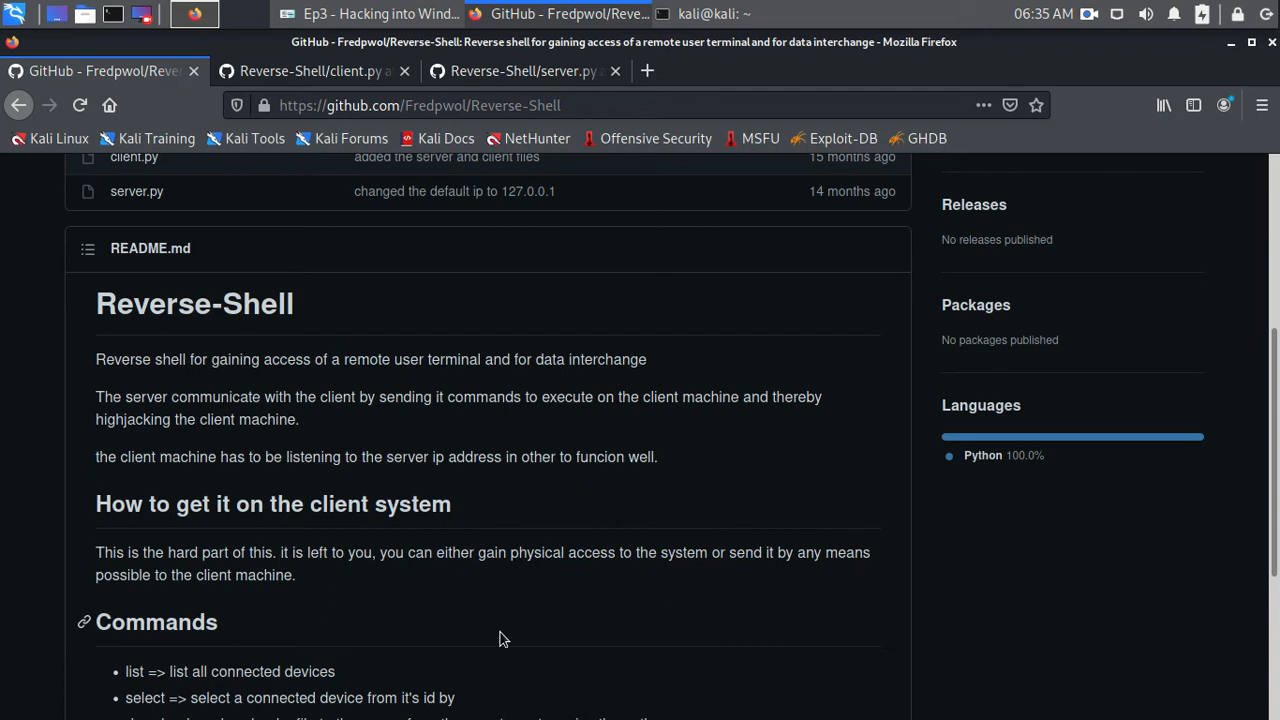 Ep3 - Hacking into Wind...
GitHub - Fredpwol/Reve...
kali@kali: ~
06:35 AM
GitHub - Fredpwol/Reverse-Shell: Reverse shell for gaining access of a remote user terminal and for data interchange - Mozilla Firefox
GitHub - Fredpwol/Rever
Reverse-Shell/client.py a
Reverse-Shell/server.py
https://github.com/Fredpwol/Reverse-Shell
Kali Linux
Kali Training
Kali Tools
Kali Forums
Kali Docs
NetHunter
Offensive Security
MSFU
Exploit-DB
GHDB
client.py added the server and client files 15 months ago
server.py changed the default ip to 127.0.0.1 14 months ago
README.md
Reverse-Shell
Reverse shell for gaining access of a remote user terminal and for data interchange
The server communicate with the client by sending it commands to execute on the client machine and thereby
highjacking the client machine.
the client machine has to be listening to the server ip address in other to funcion well.
How to get it on the client system
This is the hard part of this. it is left to you, you can either gain physical access to the system or send it by any means
possible to the client machine.
Commands
• list => list all connected devices
• select => select a connected device from it's id by
Releases
No releases published
Packages
No packages published
Languages
Python 100.0%